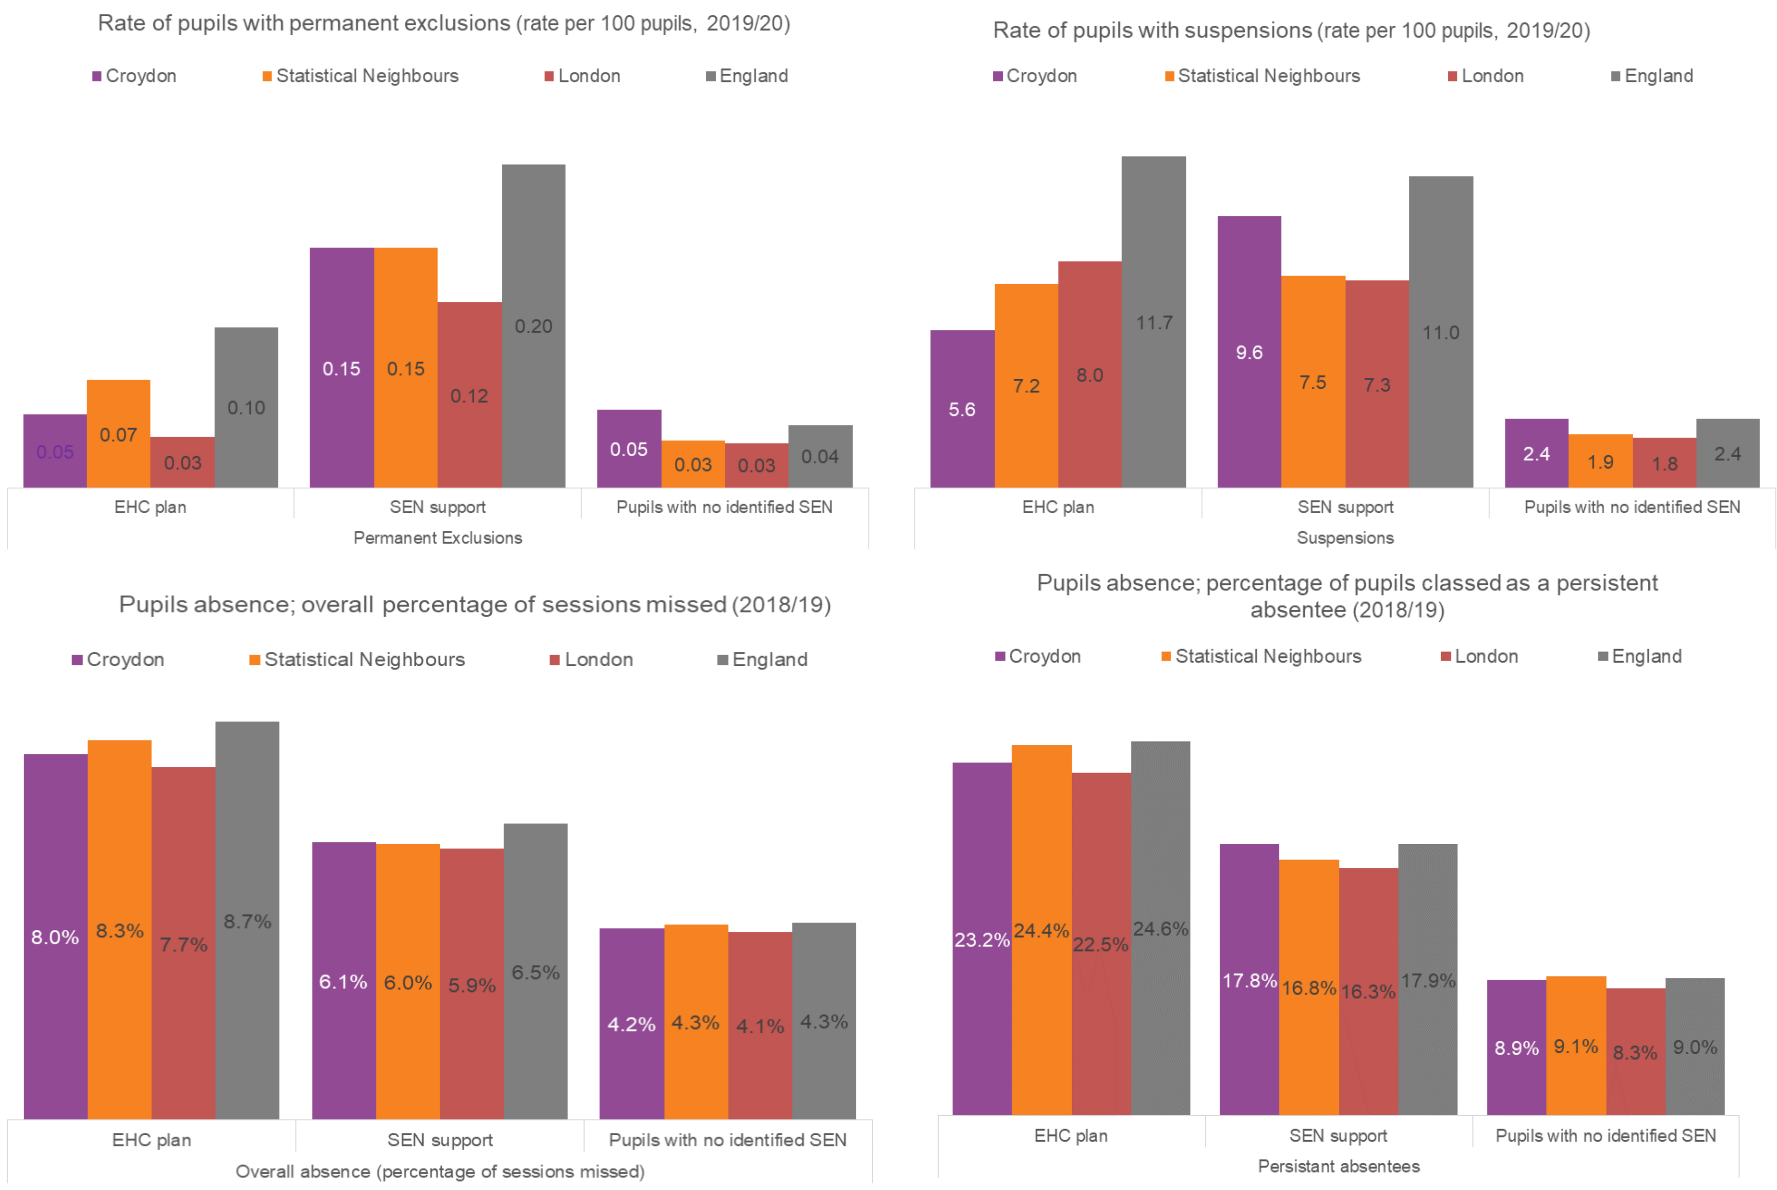 Rate of pupils with permanent exclusions (rate per 100 pupils, 2019/20)
Croydon Statistical Neighbours London England
0.05 0.07 0.03 0.10
0.15 0.15 0.12 0.20
0.05 0.03 0.03 0.04
EHC plan SEN support Pupils with no identified SEN
Permanent Exclusions
Rate of pupils with suspensions (rate per 100 pupils, 2019/20)
Croydon Statistical Neighbours London England
5.6 7.2 8.0 11.7
9.6 7.5 7.3 11.0
2.4 1.9 1.8 2.4
EHC plan SEN support Pupils with no identified SEN
Suspensions
Pupils absence; overall percentage of sessions missed (2018/19)
Croydon Statistical Neighbours London England
8.0% 8.3% 7.7% 8.7%
6.1% 6.0% 5.9% 6.5%
4.2% 4.3% 4.1% 4.3%
EHC plan SEN support Pupils with no identified SEN
Overall absence (percentage of sessions missed)
Pupils absence; percentage of pupils classed as a persistent
absentee (2018/19)
Croydon Statistical Neighbours London England
23.2% 24.4% 22.5% 24.6%
17.8% 16.8% 16.3% 17.9%
8.9% 9.1% 8.3% 9.0%
EHC plan SEN support Pupils with no identified SEN
Persistant absentees